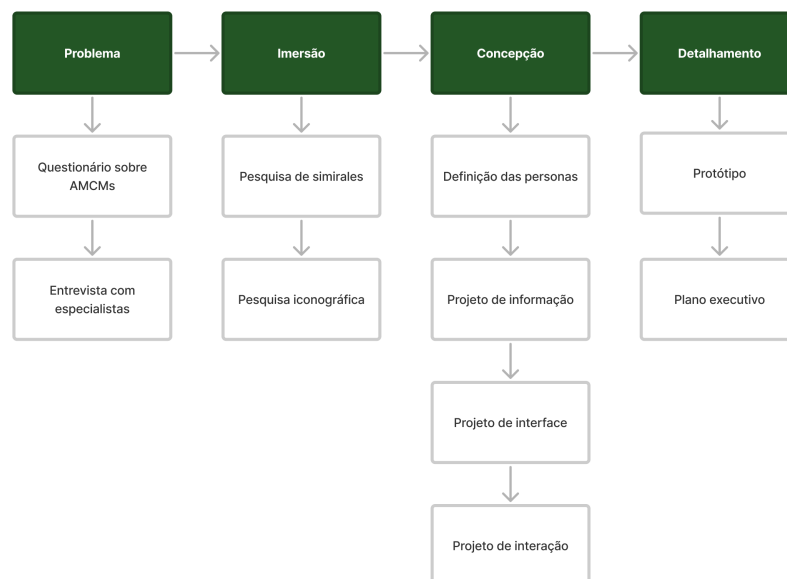 Problema
Imersão
Concepção
Detalhamento
Questionário sobre
AMCMs
Pesquisa de simirales
Definição das personas
Protótipo
Entrevista com
especialistas
Pesquisa iconográfica
Projeto de informação
Plano executivo
Projeto de interface
Projeto de interação